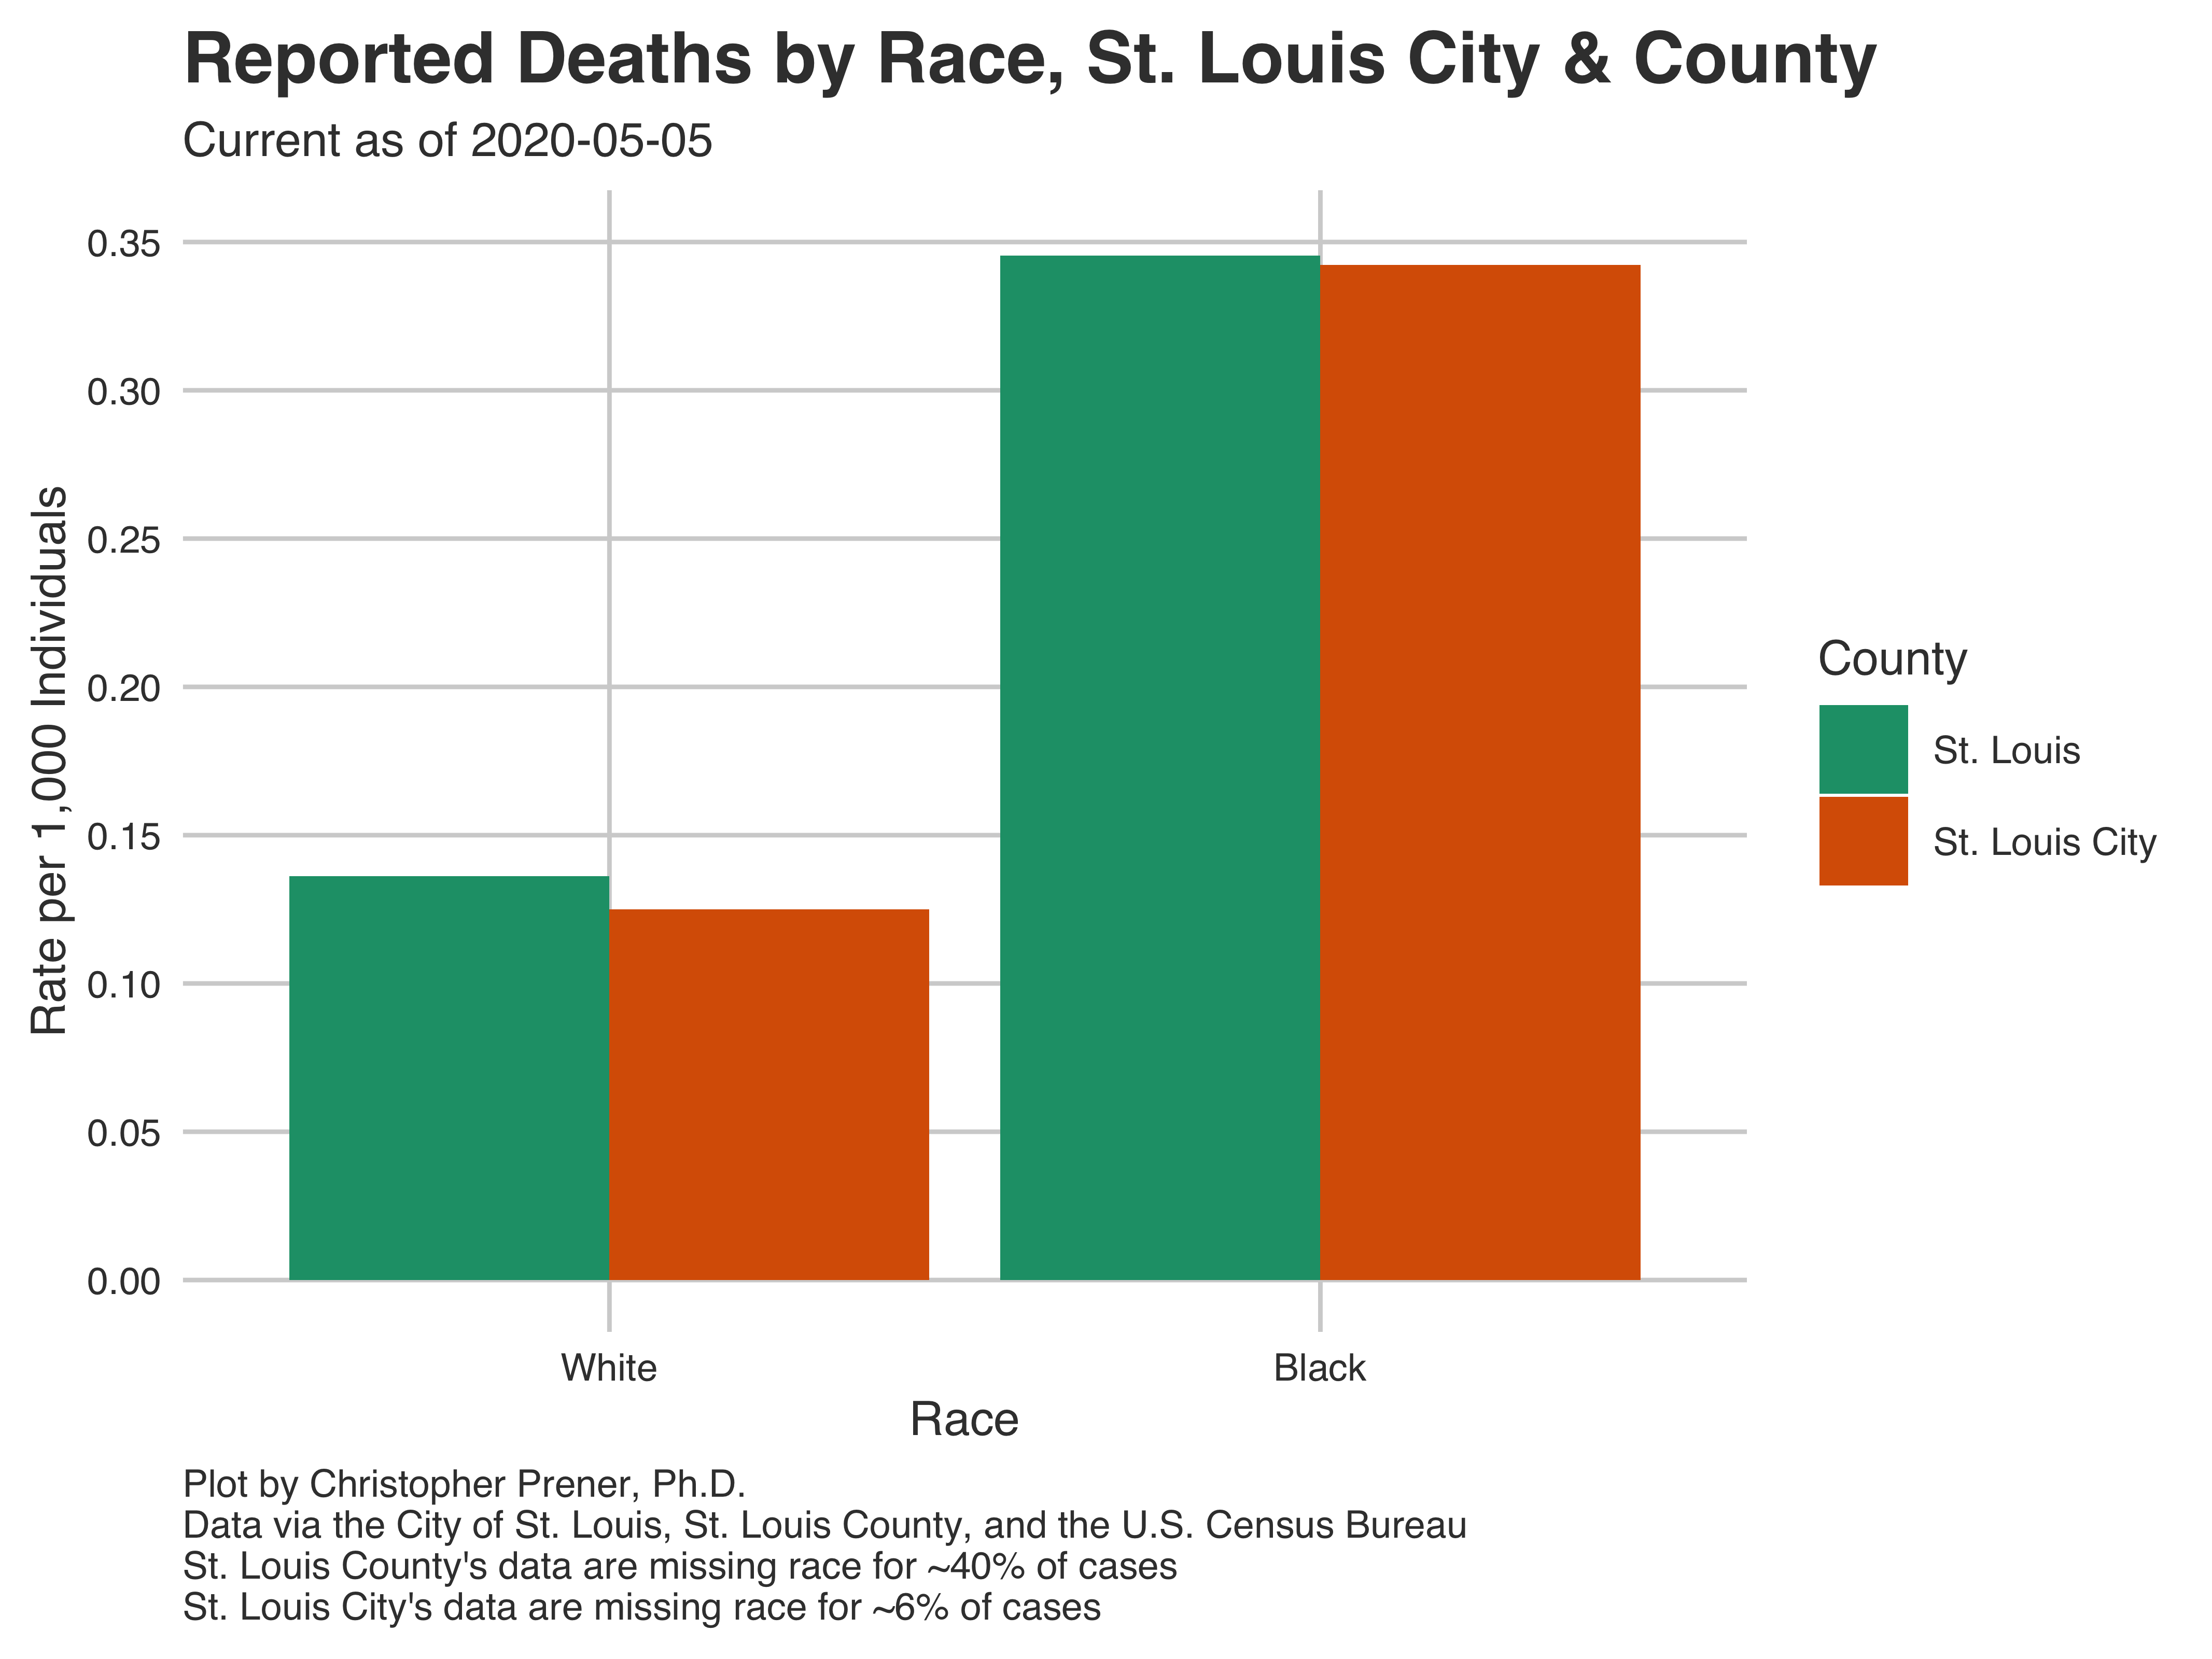 Reported Deaths by Race, St. Louis City & County
Current as of 2020-05-05
0.35
0.30
0.25
0.20
0.15
0.10
0.05
0.00
Rate per 1,000 Individuals
White
Black
Race
County
St. Louis
St. Louis City
Plot by Christopher Prener, Ph.D.
Data via the City of St. Louis, St. Louis County, and the U.S. Census Bureau
St. Louis County's data are missing race for ~40% of cases
St. Louis City's data are missing race for ~6% of cases